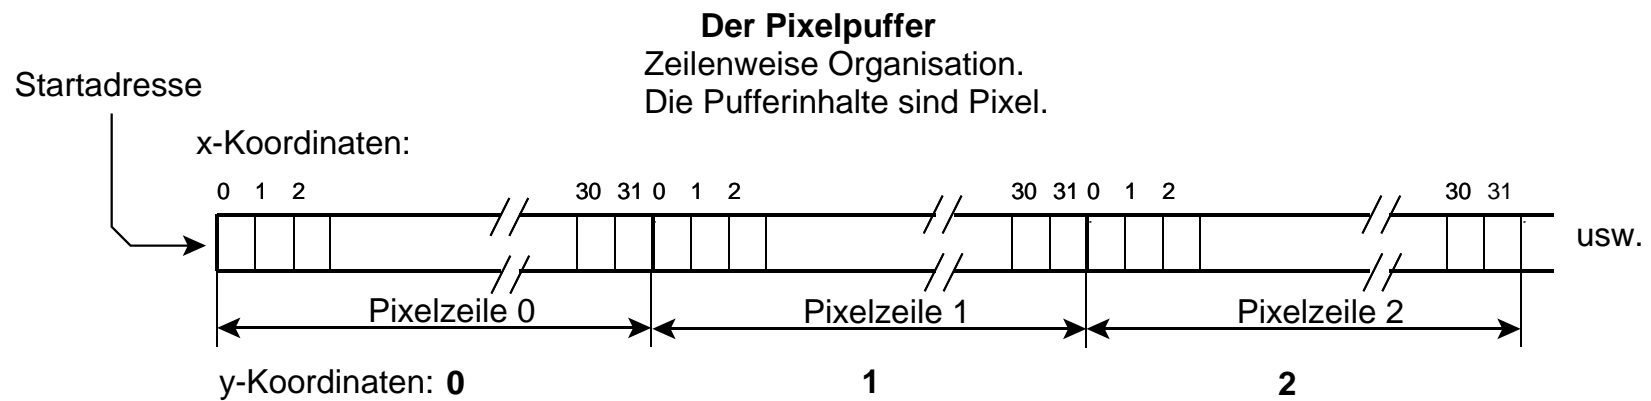 Der Pixelpuffer
Zeilenweise Organisation.
Die Pufferinhalte sind Pixel.
Startadresse
x-Koordinaten:
0 1 2 30 31 0 1 2 30 31 0 1 2 30 31
usw.
Pixelzeile 0 Pixelzeile 1 Pixelzeile 2
y-Koordinaten: 0 1 2